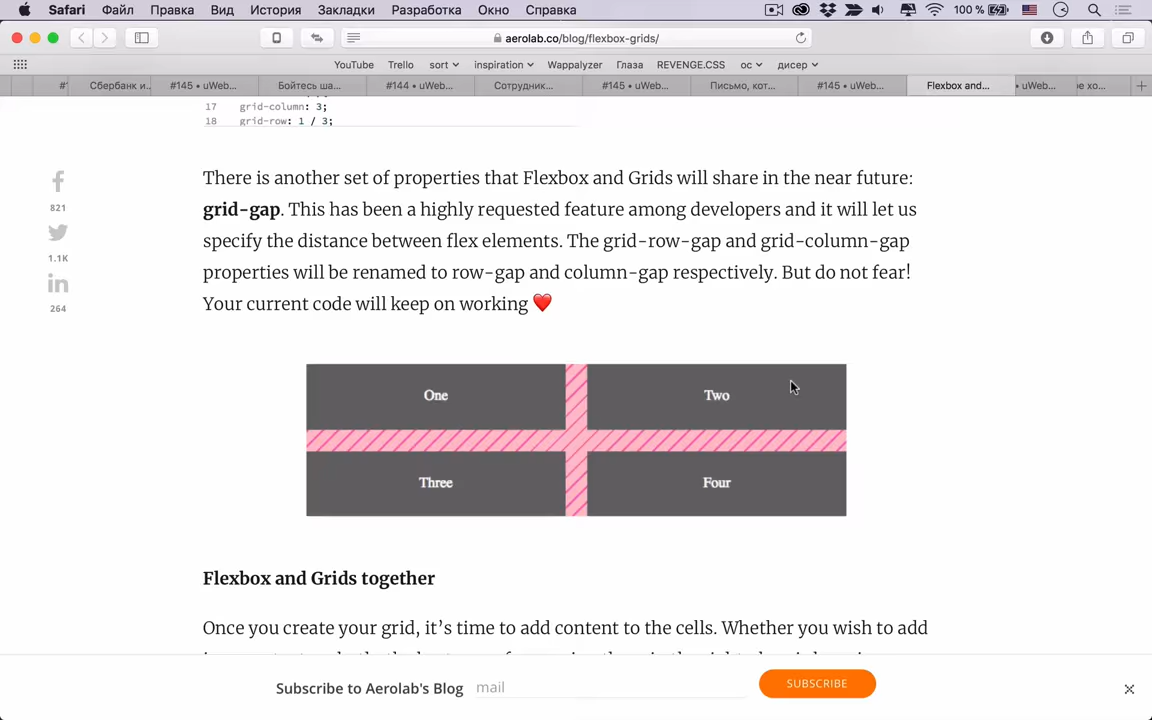 Safari Файл Правка Вид История Закладки Разработка Окно Справка 100 %
aerolab.co/blog/flexbox-grids/
YouTube Trello sort inspiration Wappalyzer Глаза REVENGE.CSS ос дисер
Сбербанк и... #145 • uWeb... Бойтесь ша... #144 • uWeb... Сотрудник... #145 • uWeb... Письмо, кот... #145 • uWeb... Flexbox and... • uWeb... е хо...
17 grid-column: 3;
18 grid-row: 1 / 3;
There is another set of properties that Flexbox and Grids will share in the near future:
grid-gap. This has been a highly requested feature among developers and it will let us
specify the distance between flex elements. The grid-row-gap and grid-column-gap
properties will be renamed to row-gap and column-gap respectively. But do not fear!
Your current code will keep on working ❤️
821
1.1K
264
One Two
Three Four
Flexbox and Grids together
Once you create your grid, it's time to add content to the cells. Whether you wish to add
Subscribe to Aerolab's Blog mail SUBSCRIBE